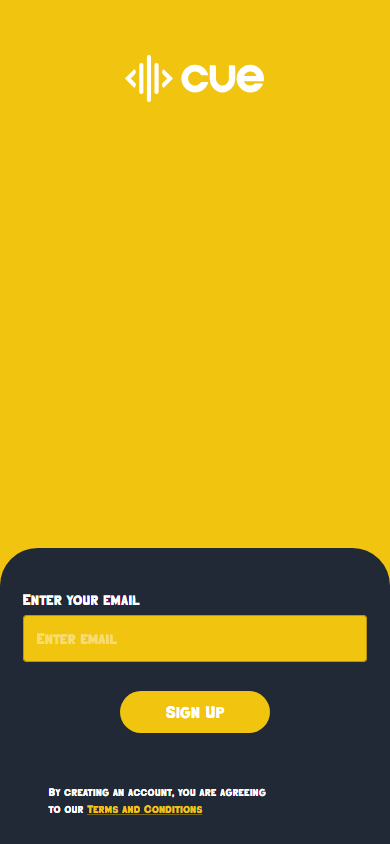 cue
Enter your email
Enter email
Sign Up
By creating an account, you are agreeing
to our Terms and Conditions